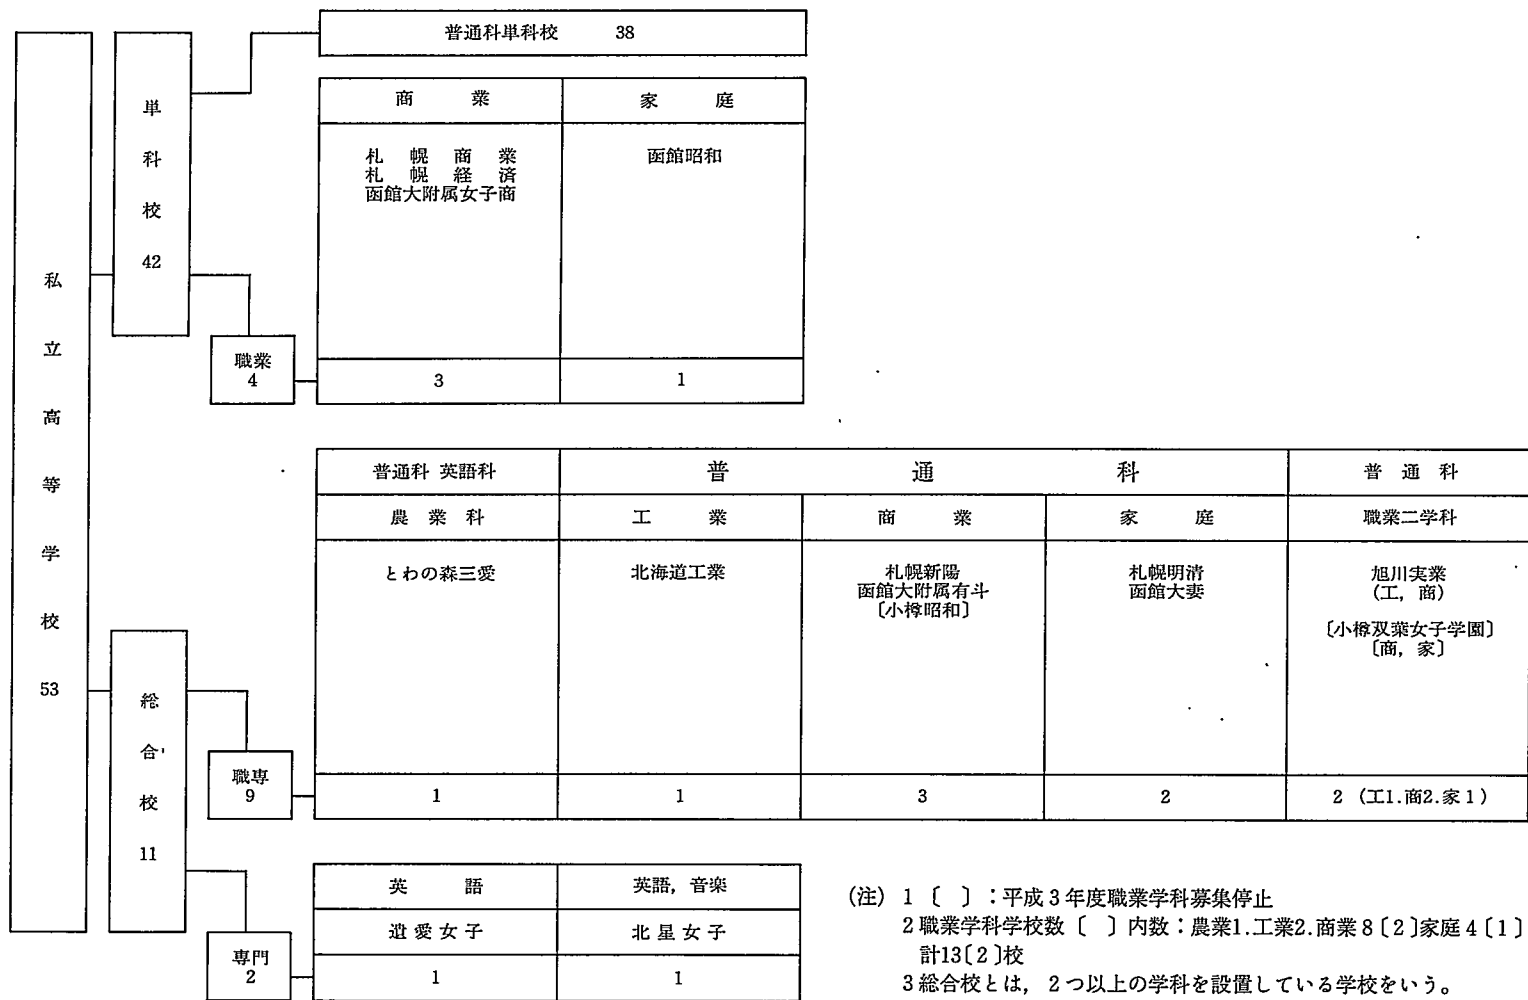 私立高等学校 53
単科校 42
普通科単科校 38
職業
4
商業 家庭
札幌商業 函館昭和
札幌経済
函館大附属女子商
3 1
総合校 11
職専
9
普通科 英語科 普通科 普通科
農業科 工業 商業 家庭 職業二学科
とわの森三愛 北海道工業 札幌新陽 札幌明清 旭川実業
函館大附属有斗 函館大妻 (工，商)
〔小樽昭和〕
〔小樽双葉女子学園〕
〔商，家〕
1 1 3 2 2 (工1.商2.家1)
専門
2
英語 英語，音楽
遺愛女子 北星女子
1 1
(注) 1 〔 〕：平成3年度職業学科募集停止
2 職業学科学校数〔 〕内数：農業1.工業2.商業8〔2〕家庭4〔1〕
計13〔2〕校
3 総合校とは，2つ以上の学科を設置している学校をいう。